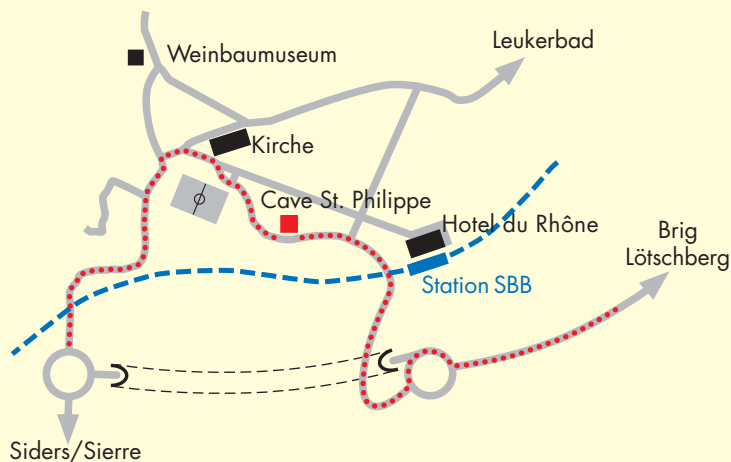 Leukerbad
Weinbaumuseum
Kirche
Cave St. Philippe
Hotel du Rhône
Brig
Lötschberg
Station SBB
Siders/Sierre